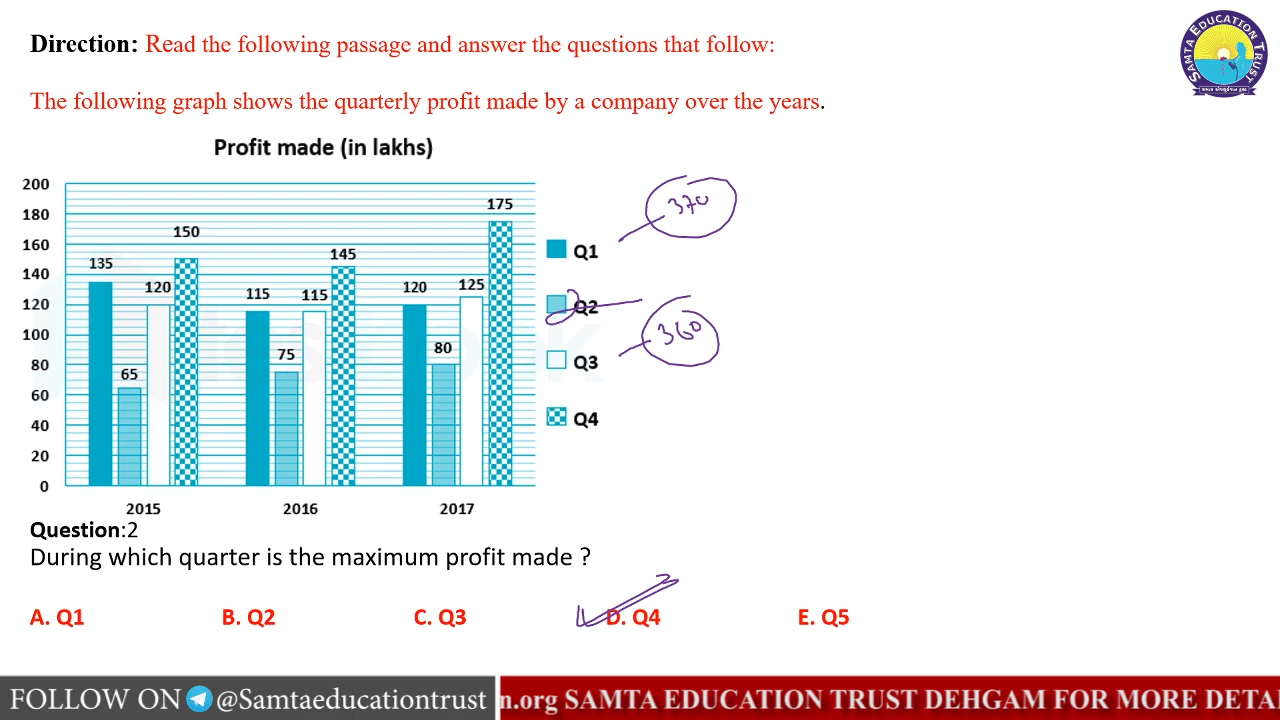 Direction: Read the following passage and answer the questions that follow:
SAMTA EDUCATION TRUST
The following graph shows the quarterly profit made by a company over the years.
Profit made (in lakhs)
200
180
160
140
120
100
80
60
40
20
0
135
65
120
150
115
75
115
145
120
80
125
175
2015
2016
2017
Q1
Q2
Q3
Q4
370
360
Question:2
During which quarter is the maximum profit made ?
A. Q1 B. Q2 C. Q3 D. Q4 E. Q5
FOLLOW ON @Samtaeducationtrust
n.org SAMTA EDUCATION TRUST DEHGAM FOR MORE DETA